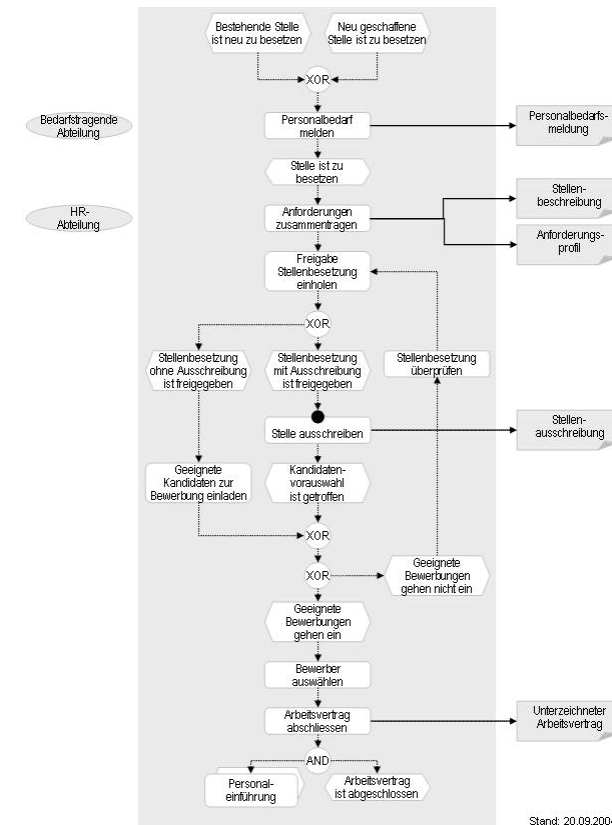 Bestehende Stelle
ist neu zu besetzen
Neu geschaffene
Stelle ist zu besetzen
XOR
Bedarfstragende
Abteilung
Personalbedarf
melden
Personalbedarfs-
meldung
Stelle ist zu
besetzen
HR-
Abteilung
Anforderungen
zusammentragen
Stellen-
beschreibung
Anforderungs-
profil
Freigabe
Stellenbesetzung
einholen
XOR
Stellenbesetzung
ohne Ausschreibung
ist freigegeben
Stellenbesetzung
mit Ausschreibung
ist freigegeben
Stellenbesetzung
überprüfen
Stelle ausschreiben
Stellen-
ausschreibung
Geeignete
Kandidaten zur
Bewerbung einladen
Kandidaten-
vorauswahl
ist getroffen
XOR
XOR
Geeignete
Bewerbungen
gehen nicht ein
Geeignete
Bewerbungen
gehen ein
Bewerber
auswählen
Arbeitsvertrag
abschliessen
Unterzeichneter
Arbeitsvertrag
AND
Personal-
einführung
Arbeitsvertrag
ist abgeschlossen
Stand: 20.09.2004